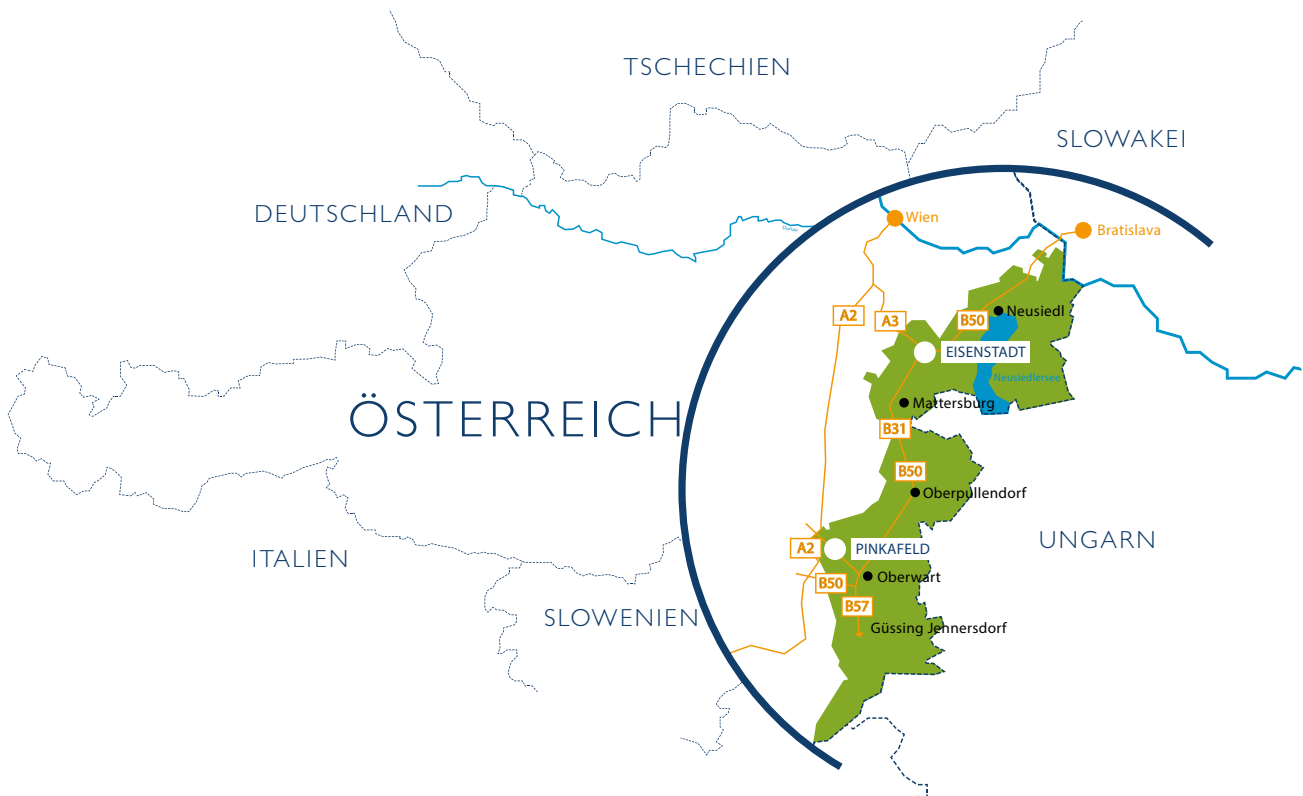 TSCHECHIEN
SLOWAKEI
DEUTSCHLAND
Wien
Donau
Bratislava
A2
A3
B50
Neusiedl
EISENSTADT
Neusiedlersee
Mattersburg
ÖSTERREICH
B31
B50
Oberpullendorf
UNGARN
A2
PINKAFELD
ITALIEN
Oberwart
B50
B57
SLOWENIEN
Güssing Jennersdorf